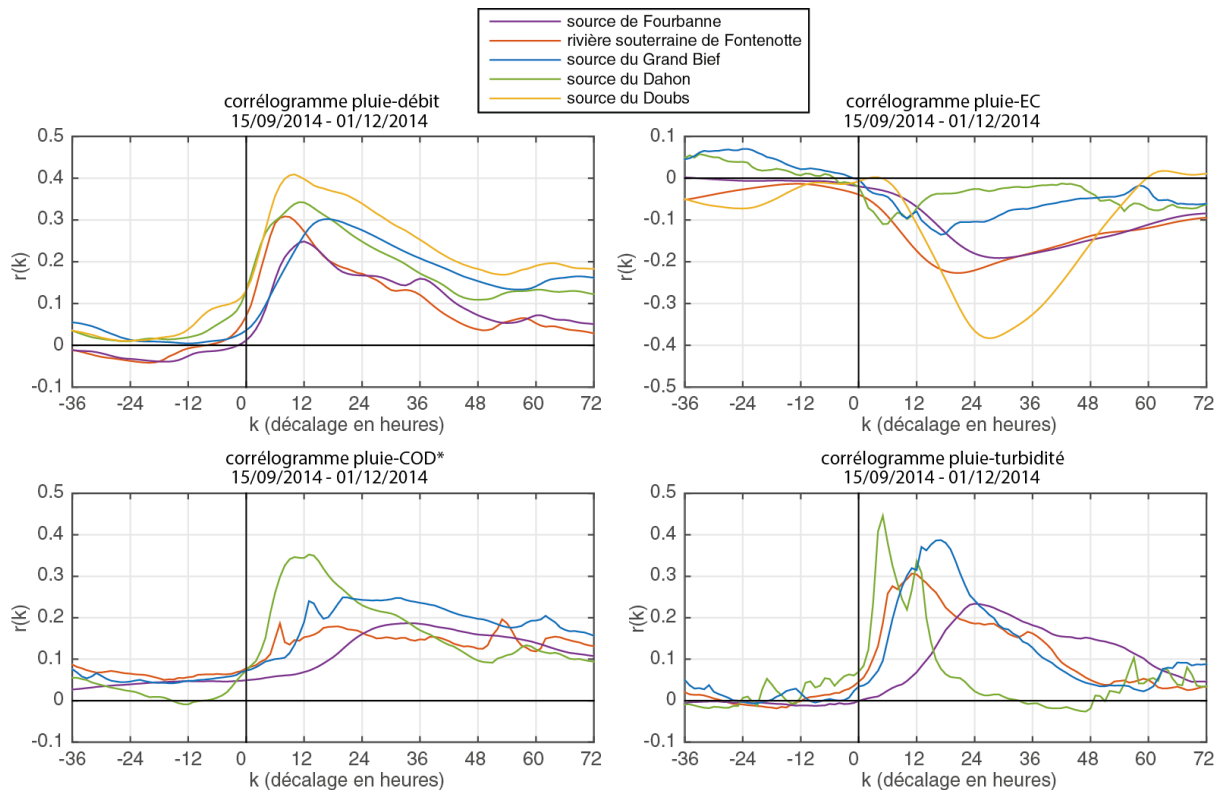 source de Fourbanne
rivière souterraine de Fontenotte
source du Grand Bief
source du Dahon
source du Doubs
corrélogramme pluie-débit
15/09/2014 - 01/12/2014
0.5
0.4
0.3
0.2
0.1
0
-0.1
r(k)
-36 -24 -12 0 12 24 36 48 60 72
k (décalage en heures)
corrélogramme pluie-EC
15/09/2014 - 01/12/2014
0.1
0
-0.1
-0.2
-0.3
-0.4
-0.5
r(k)
-36 -24 -12 0 12 24 36 48 60 72
k (décalage en heures)
corrélogramme pluie-COD*
15/09/2014 - 01/12/2014
0.5
0.4
0.3
0.2
0.1
0
-0.1
r(k)
-36 -24 -12 0 12 24 36 48 60 72
k (décalage en heures)
corrélogramme pluie-turbidité
15/09/2014 - 01/12/2014
0.5
0.4
0.3
0.2
0.1
0
-0.1
r(k)
-36 -24 -12 0 12 24 36 48 60 72
k (décalage en heures)